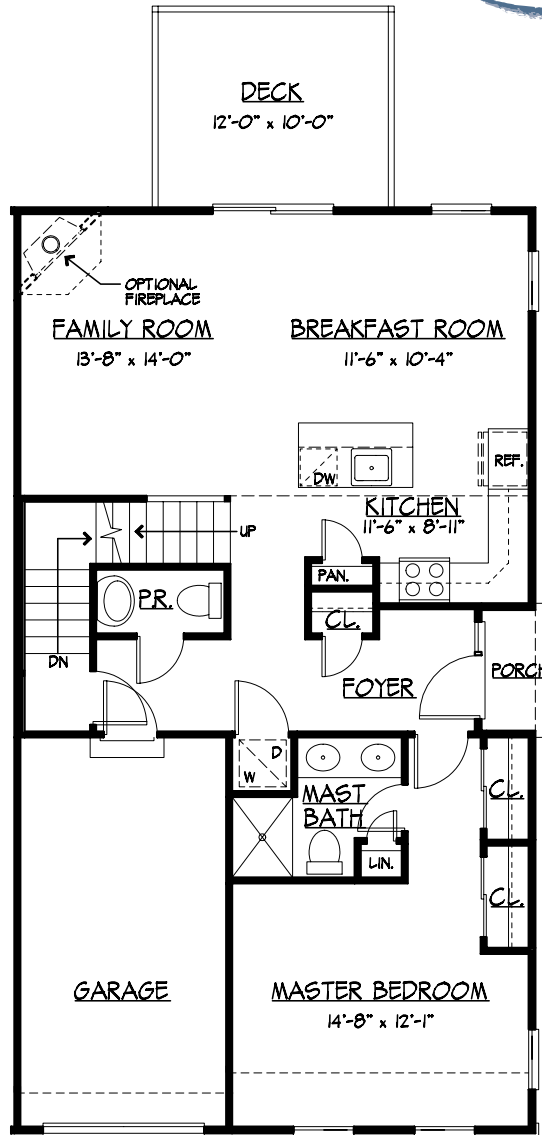 DECK
12'-0" x 10'-0"
OPTIONAL
FIREPLACE
FAMILY ROOM
13'-8" x 14'-0"
BREAKFAST ROOM
11'-6" x 10'-4"
REF.
DW
KITCHEN
11'-6" x 8'-11"
UP
PAN.
P.R.
CL.
DN
FOYER
PORCH
D
W
MAST
BATH
CL.
LIN.
CL.
GARAGE
MASTER BEDROOM
14'-8" x 12'-1"